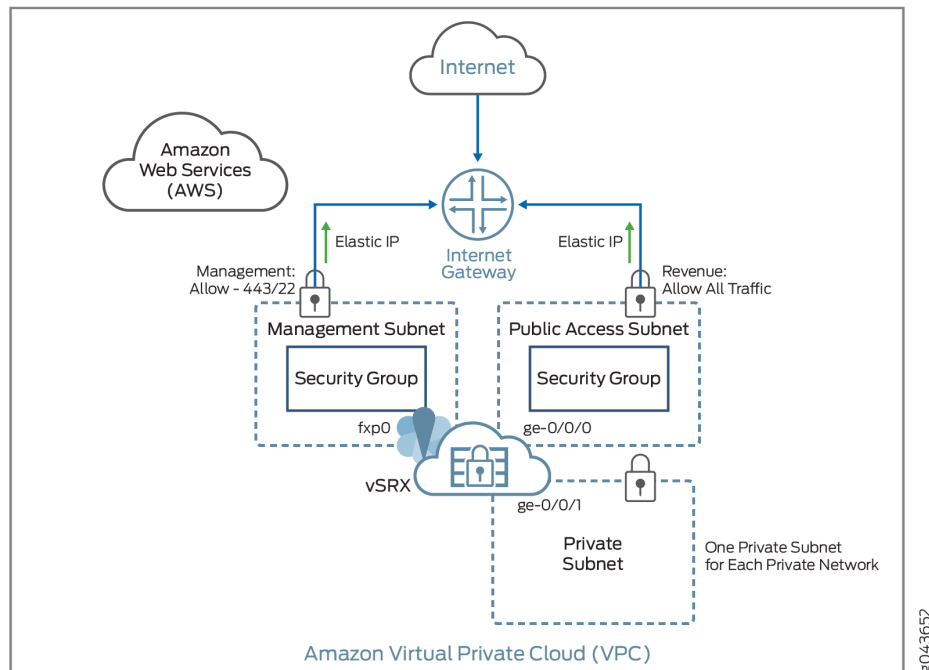 Internet
Amazon
Web Services
(AWS)
Elastic IP
Elastic IP
Internet
Gateway
Management:
Allow - 443/22
Revenue:
Allow All Traffic
Management Subnet
Public Access Subnet
Security Group
Security Group
fxp0
ge-0/0/0
vSRX
ge-0/0/1
Private
Subnet
One Private Subnet
for Each Private Network
Amazon Virtual Private Cloud (VPC)
g043652